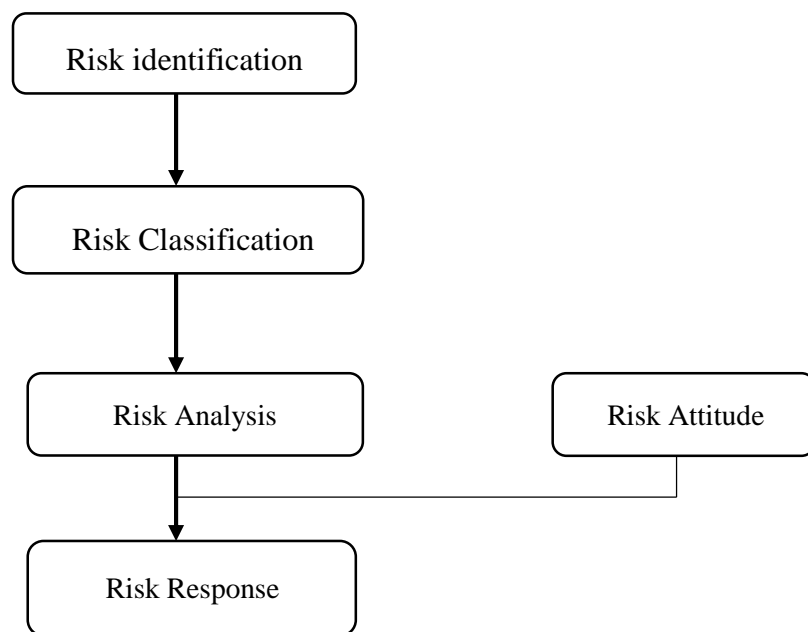 Risk identification
Risk Classification
Risk Analysis
Risk Attitude
Risk Response